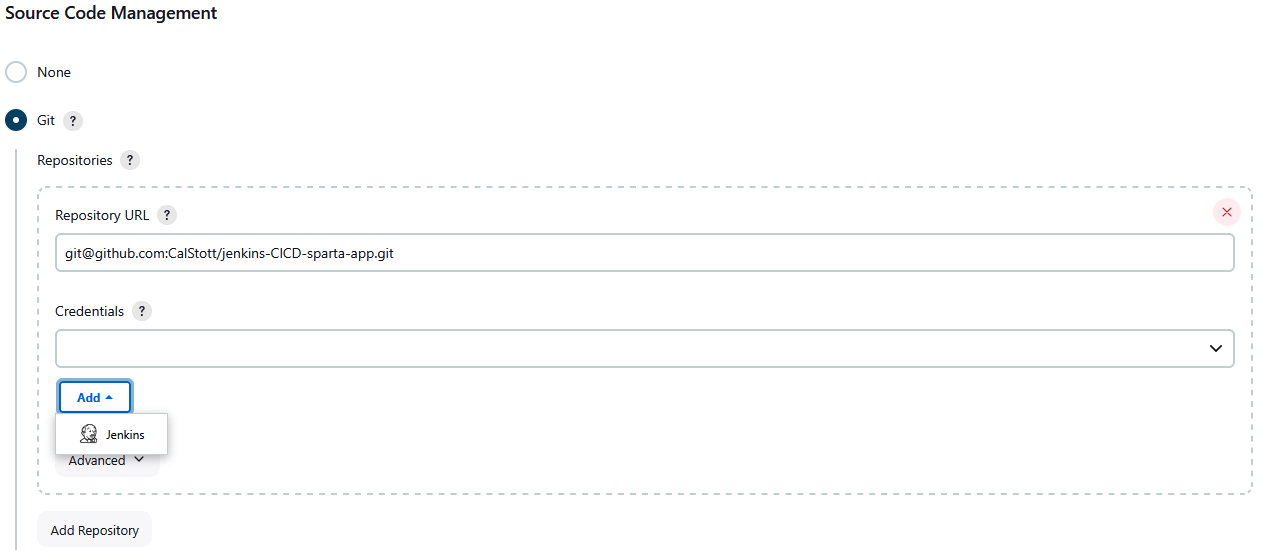 Source Code Management
None
Git ?
Repositories ?
Repository URL ?
git@github.com:CalStott/jenkins-CICD-sparta-app.git
Credentials ?
Add
Jenkins
Advanced
Add Repository